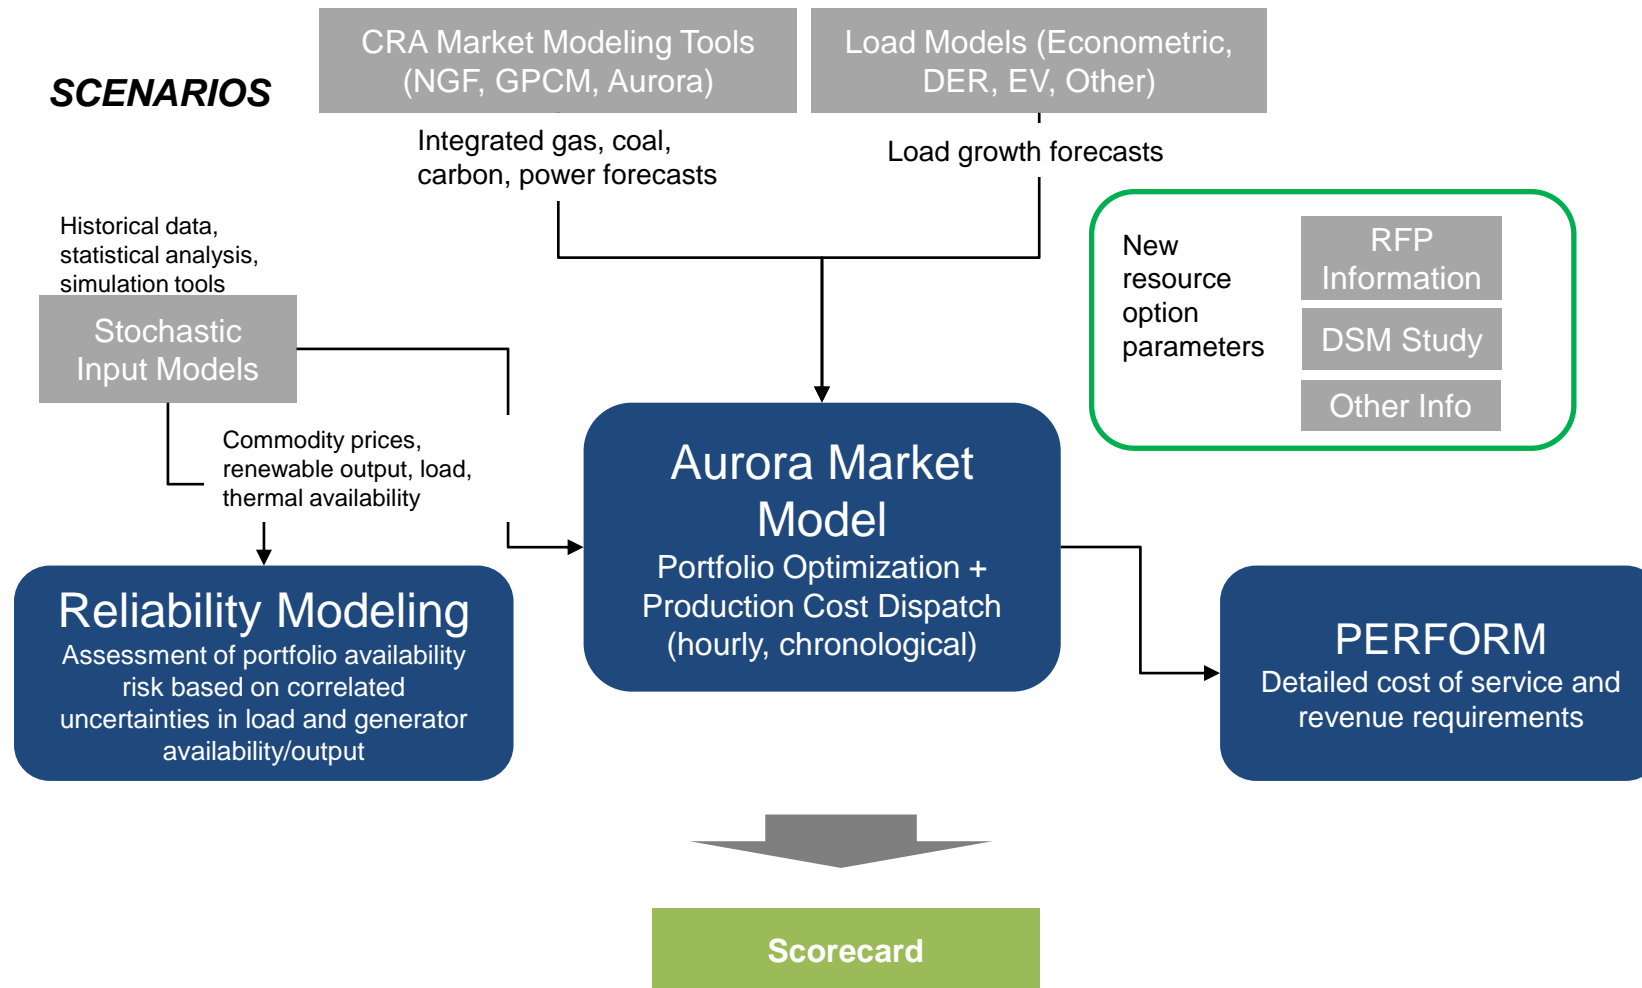 SCENARIOS
CRA Market Modeling Tools
(NGF, GPCM, Aurora)
Load Models (Econometric,
DER, EV, Other)
Integrated gas, coal,
carbon, power forecasts
Load growth forecasts
Historical data,
statistical analysis,
simulation tools
Stochastic
Input Models
New
resource
option
parameters
RFP
Information
DSM Study
Other Info
Commodity prices,
renewable output, load,
thermal availability
Aurora Market
Model
Portfolio Optimization +
Production Cost Dispatch
(hourly, chronological)
Reliability Modeling
Assessment of portfolio availability
risk based on correlated
uncertainties in load and generator
availability/output
PERFORM
Detailed cost of service and
revenue requirements
Scorecard